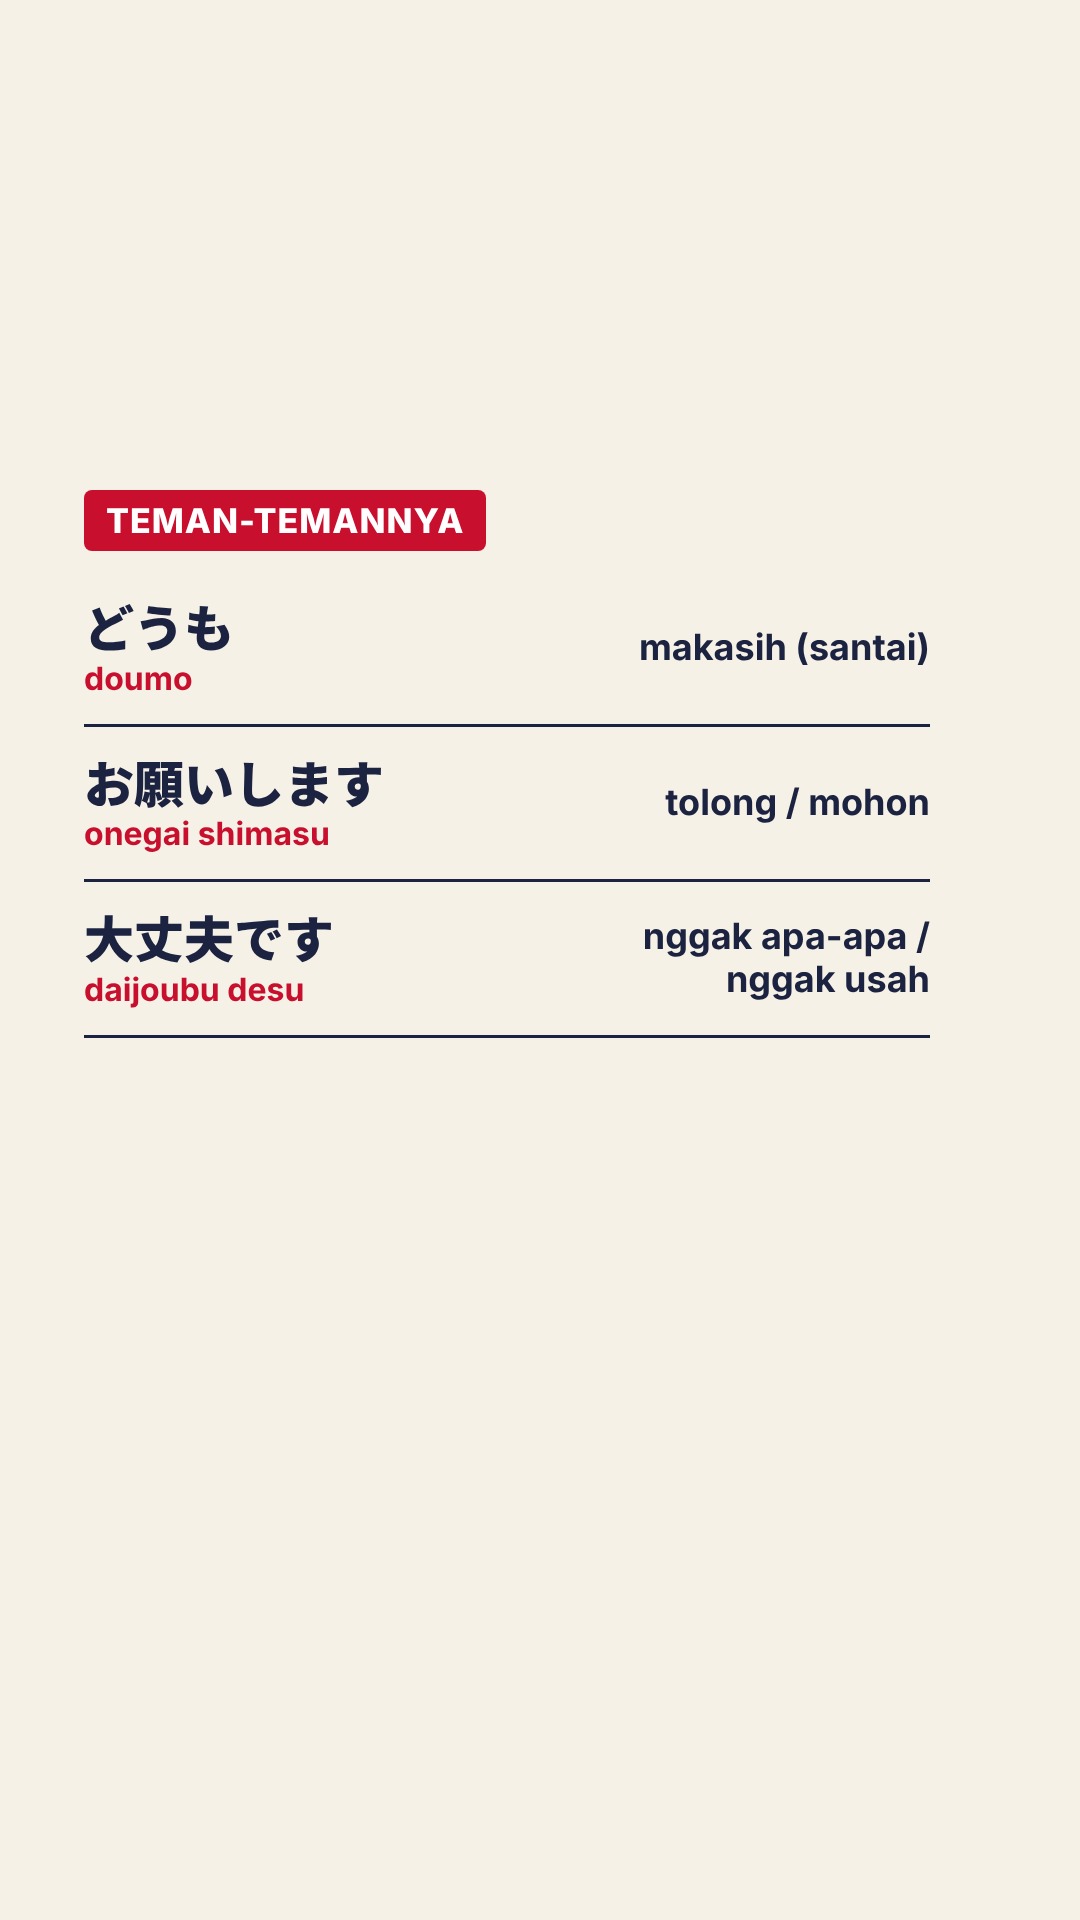 TEMAN-TEMANNYA
どうも
doumo
makasih (santai)
お願いします
onegai shimasu
tolong / mohon
大丈夫です
daijoubu desu
nggak apa-apa /
nggak usah